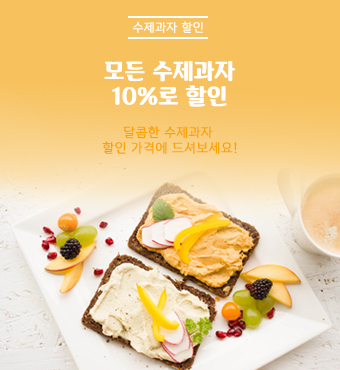 수제과자 할인
모든 수제과자
10%로 할인
달콤한 수제과자
할인 가격에 드셔보세요!